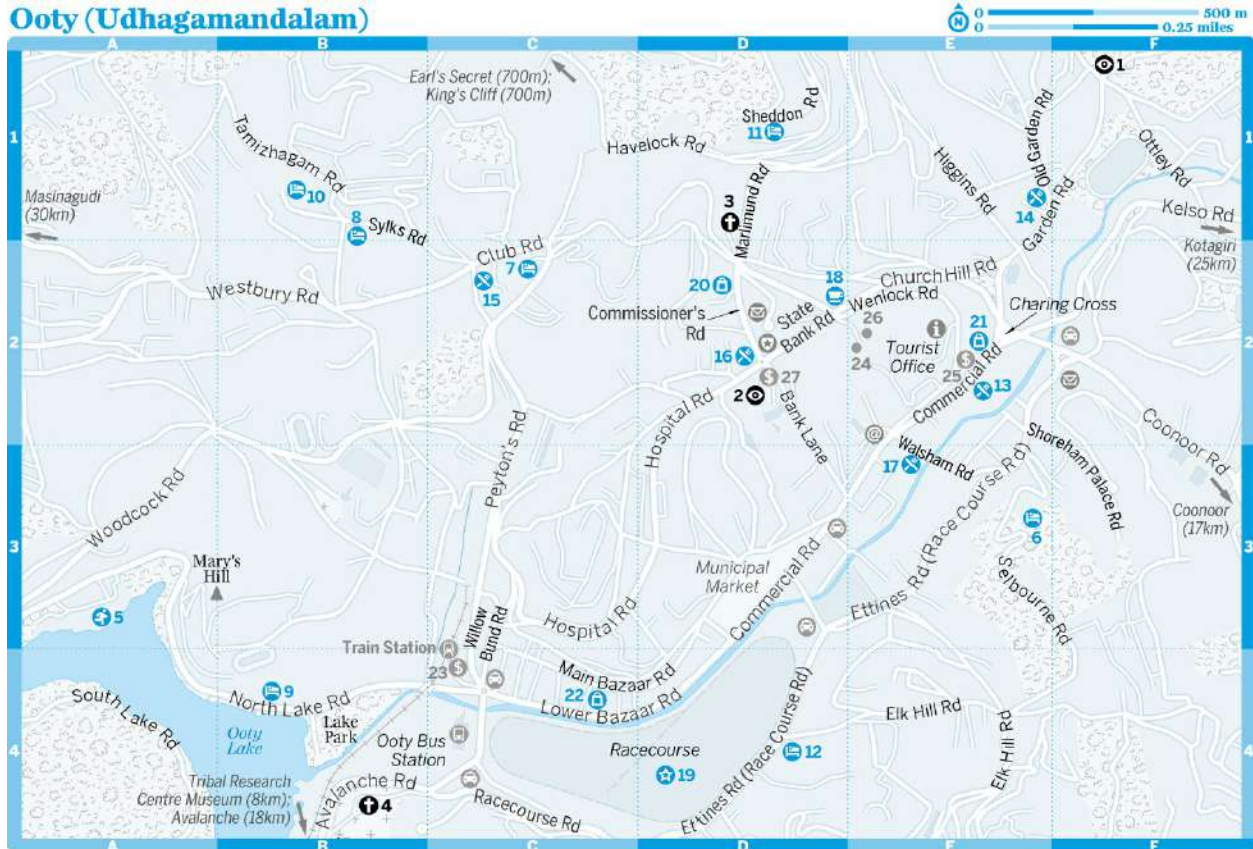 Ooty (Udhagamandalam)
N
0 500 m
0 0.25 miles
A B C D E F
1
1
Earl's Secret (700m);
King's Cliff (700m)
Sheddon Rd
11
1
Tamizhagam Rd
Havelock Rd
Higgins Rd
Old Garden Rd
Ottley Rd
10
Masinagudi
(30km)
8
Sylks Rd
3
Marlimund Rd
14
Garden Rd
Kelso Rd
Kotagiri
(25km)
Club Rd
7
15
20
18
Church Hill Rd
Westbury Rd
Commissioner's
Rd
State
Bank Rd
Wenlock Rd
Charing Cross
2
2
26
24
Tourist
Office
21
25
16
27
2
Commercial Rd
13
Bank Lane
Hospital Rd
@
Walsham Rd
17
Shoreham Palace Rd
Coonoor Rd
Coonoor
(17km)
Peyton's Rd
Woodcock Rd
Ettines Rd (Race Course Rd)
6
3
3
Mary's
Hill
Municipal
Market
Commercial Rd
Selbourne Rd
5
Willow
Bund Rd
Hospital Rd
Train Station
23
Main Bazaar Rd
22
Lower Bazaar Rd
9
North Lake Rd
South Lake Rd
Ooty
Lake
Lake
Park
Ooty Bus
Station
Racecourse
19
12
Ettines Rd (Race Course Rd)
Elk Hill Rd
Elk Hill Rd
4
4
Tribal Research
Centre Museum (8km);
Avalanche (18km)
Avalanche Rd
4
Racecourse Rd
A B C D E F